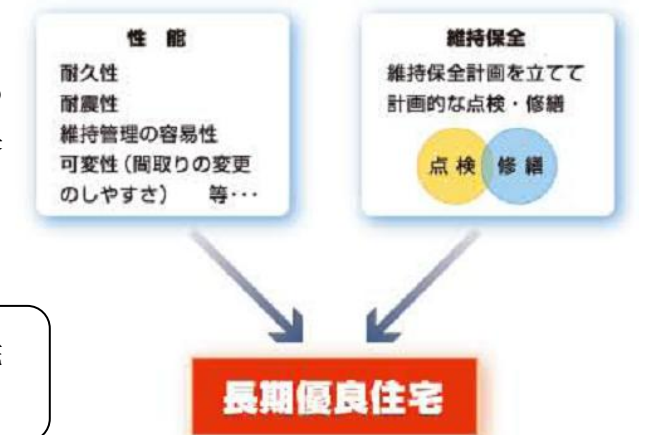 性 能
耐久性
耐震性
維持管理の容易性
可変性（間取りの変更
のしやすさ） 等・・・
維持保全
維持保全計画を立てて
計画的な点検・修繕
点 検
修 繕
長期優良住宅